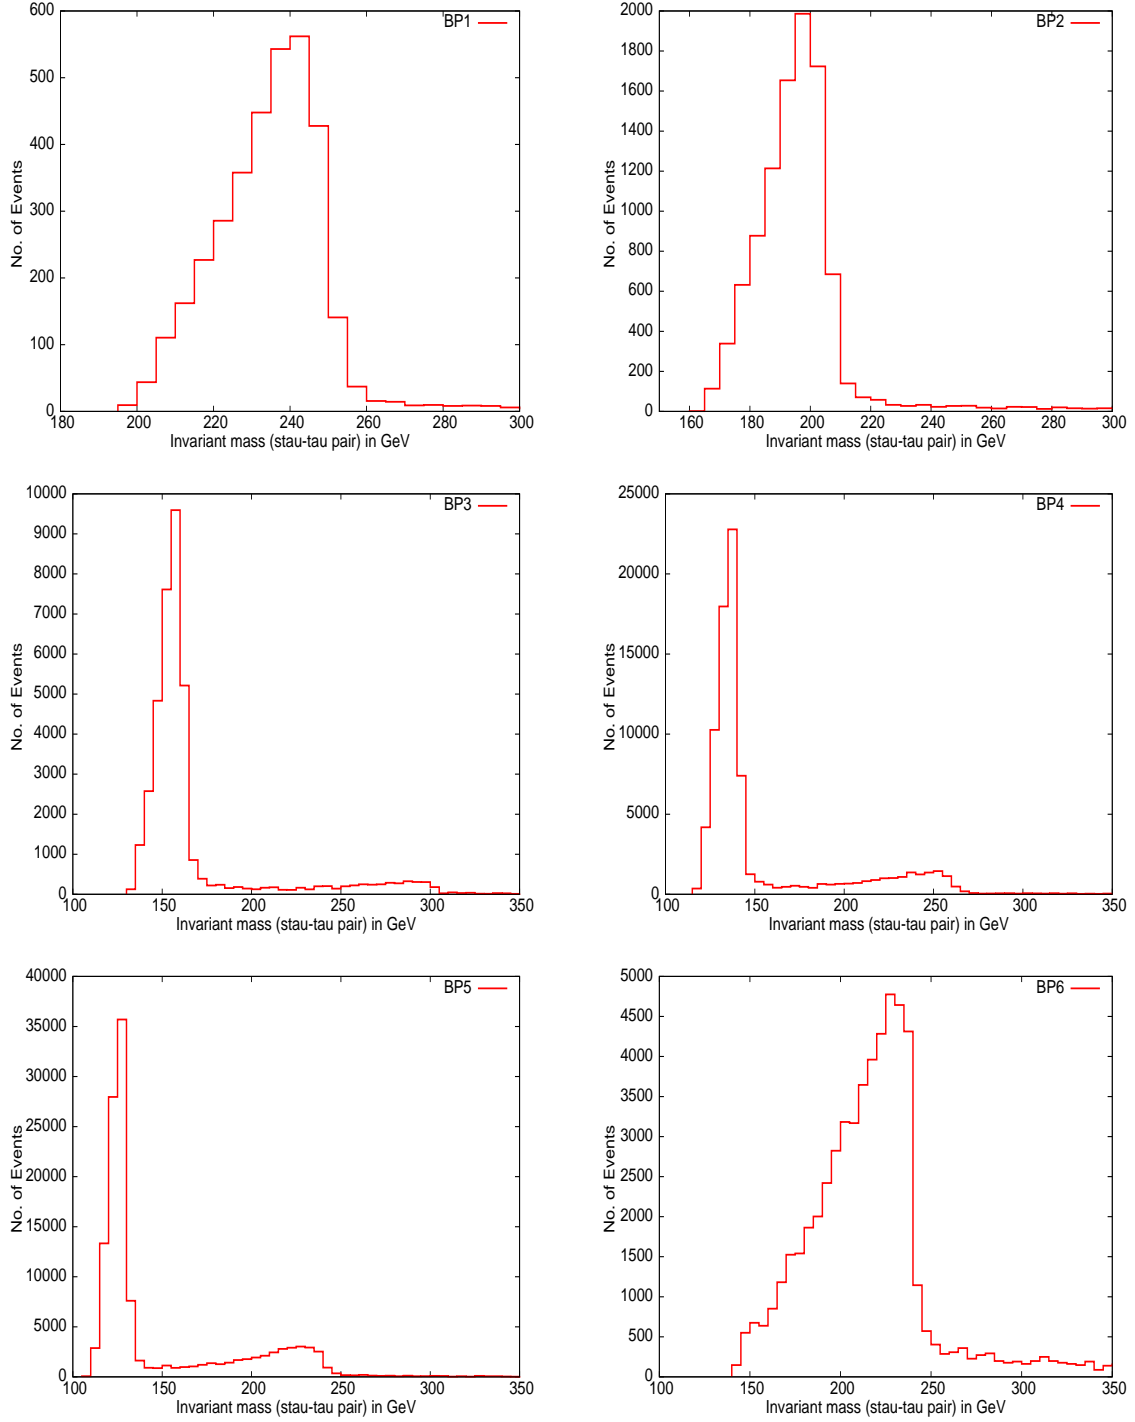 600
500
400
300
200
100
0
No. of Events
BP1
180 200 220 240 260 280 300
Invariant mass (stau-tau pair) in GeV
2000
1800
1600
1400
1200
1000
800
600
400
200
0
No. of Events
BP2
160 180 200 220 240 260 280 300
Invariant mass (stau-tau pair) in GeV
10000
9000
8000
7000
6000
5000
4000
3000
2000
1000
0
No. of Events
BP3
100 150 200 250 300 350
Invariant mass (stau-tau pair) in GeV
25000
20000
15000
10000
5000
0
No. of Events
BP4
100 150 200 250 300 350
Invariant mass (stau-tau pair) in GeV
40000
35000
30000
25000
20000
15000
10000
5000
0
No. of Events
BP5
100 150 200 250 300 350
Invariant mass (stau-tau pair) in GeV
5000
4500
4000
3500
3000
2500
2000
1500
1000
500
0
No. of Events
BP6
100 150 200 250 300 350
Invariant mass (stau-tau pair) in GeV